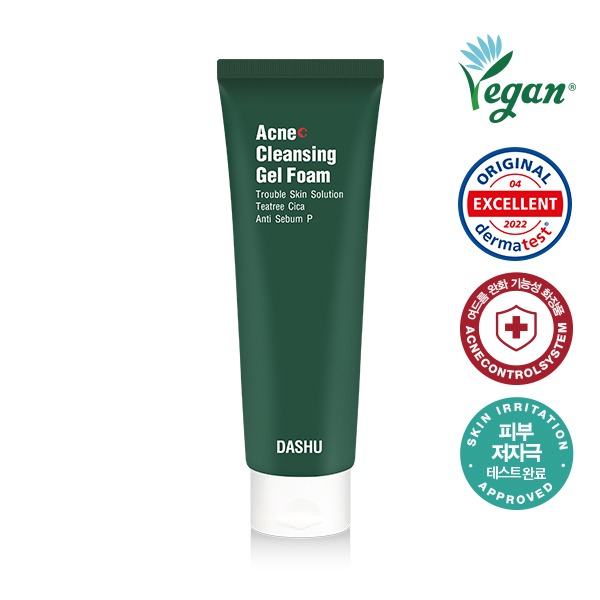 Acne
Cleansing
Gel Foam
Trouble Skin Solution
Teatree Cica
Anti Sebum P
DASHU
Vegan®
ORIGINAL
04
EXCELLENT
2022
dermatest®
여드름 완화 기능성 화장품
ACNECONTROLSYSTEM
SKIN IRRITATION
피부
저자극
테스트 완료
APPROVED